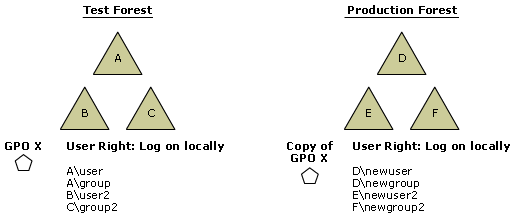 Test Forest
A
B
C
GPO X
User Right: Log on locally
A\user
A\group
B\user2
C\group2
Production Forest
D
E
F
Copy of
GPO X
User Right: Log on locally
D\newuser
D\newgroup
E\newuser2
F\newgroup2